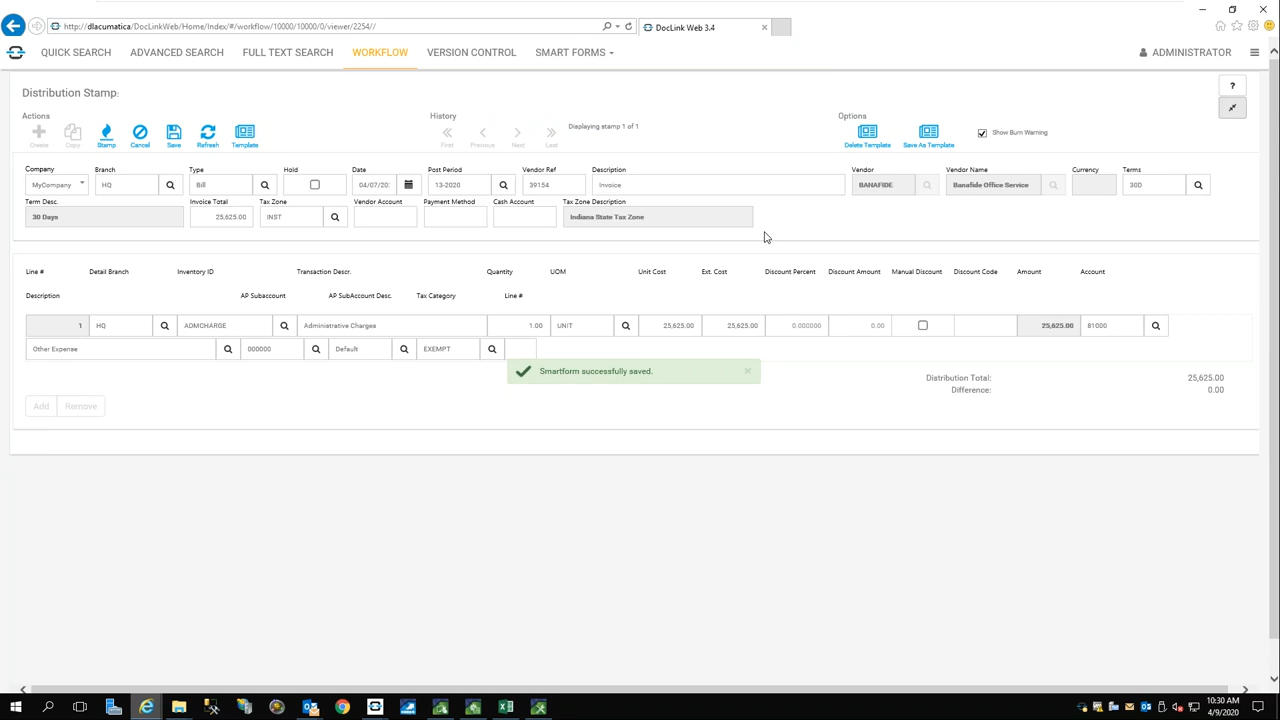 http://dlacumatica/DocLinkWeb/Home/Index/#/workflow/10000/10000/0/viewer/2254//
DocLink Web 3.4
QUICK SEARCH ADVANCED SEARCH FULL TEXT SEARCH WORKFLOW VERSION CONTROL SMART FORMS ADMINISTRATOR
Distribution Stamp:
?
Actions History Options
Displaying stamp 1 of 1
Show Burn Warning
Create Copy Stamp Cancel Save Refresh Template First Previous Next Last Delete Template Save As Template
Company Branch Type Hold Date Post Period Vendor Ref Description Vendor Vendor Name Currency Terms
MyCompany HQ Bill 04/07/20 13-2020 39154 Invoice BANAFIDE Banafide Office Service 30D
Term Desc. Invoice Total Tax Zone Vendor Account Payment Method Cash Account Tax Zone Description
30 Days 25,625.00 INST Indiana State Tax Zone
Line # Detail Branch Inventory ID Transaction Descr. Quantity UOM Unit Cost Ext. Cost Discount Percent Discount Amount Manual Discount Discount Code Amount Account
Description AP Subaccount AP SubAccount Desc. Tax Category Line #
1 HQ ADMCHARGE Administrative Charges 1.00 UNIT 25,625.00 25,625.00 0.000000 0.00 25,625.00 81000
Other Expense 000000 Default EXEMPT
Smartform successfully saved.
Distribution Total: 25,625.00
Difference: 0.00
Add Remove
10:30 AM
4/9/2020